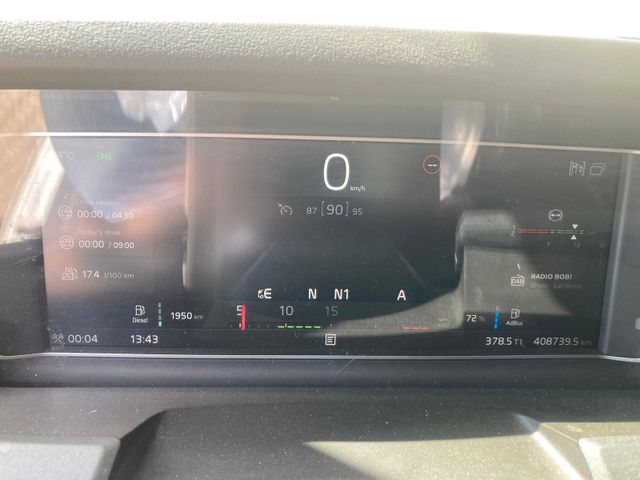 4°C
0
km/h
Drive session
00:00 / 04:30
87 [90] 95
Today's drive
00:00 / 09:00
17.4 l/100 km
RADIO BOB!
DAB
E N N1 A
Diesel
1950 km
5 10 15
72 %
AdBlue
00:04
13:43
378.5 T1
408739.5 km